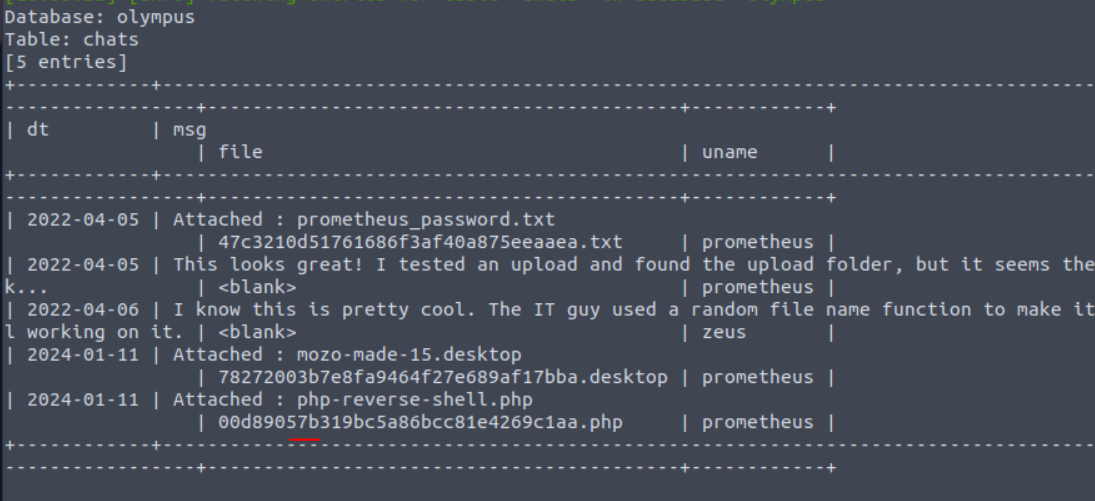 Database: olympus
Table: chats
[5 entries]
+------------+-----------------------------------------------------------------------------------
-----------------+-------------------------------------------+------------+
| dt | msg
| file | uname |
+------------+-----------------------------------------------------------------------------------
-----------------+-------------------------------------------+------------+
| 2022-04-05 | Attached : prometheus_password.txt
| 47c3210d51761686f3af40a875eeaaea.txt | prometheus |
| 2022-04-05 | This looks great! I tested an upload and found the upload folder, but it seems the
k... | <blank> | prometheus |
| 2022-04-06 | I know this is pretty cool. The IT guy used a random file name function to make it
l working on it. | <blank> | zeus |
| 2024-01-11 | Attached : mozo-made-15.desktop
| 78272003b7e8fa9464f27e689af17bba.desktop | prometheus |
| 2024-01-11 | Attached : php-reverse-shell.php
| 00d89057b319bc5a86bcc81e4269c1aa.php | prometheus |
+------------+-----------------------------------------------------------------------------------
-----------------+-------------------------------------------+------------+